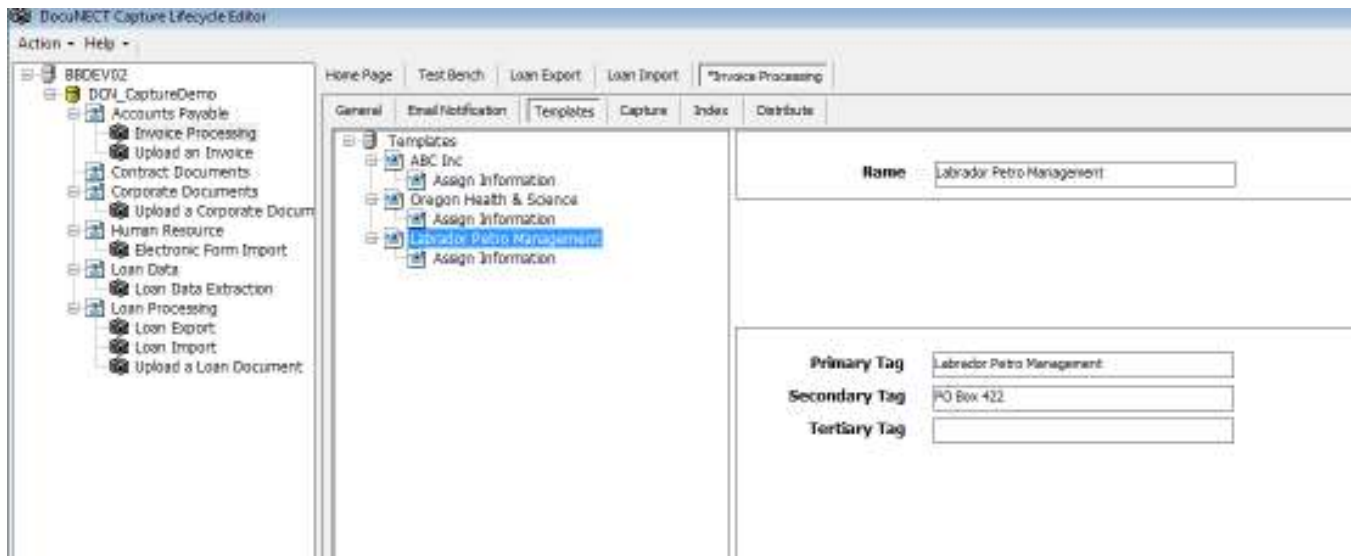 DocuNECT Capture Lifecycle Editor
Action Help
BBDEV02
DCN_CaptureDemo
Accounts Payable
Invoice Processing
Upload an Invoice
Contract Documents
Corporate Documents
Upload a Corporate Docum
Human Resource
Electronic Form Import
Loan Data
Loan Data Extraction
Loan Processing
Loan Export
Loan Import
Upload a Loan Document
Home Page Test Bench Loan Export Loan Import *Invoice Processing
General Email Notification Templates Capture Index Distribute
Templates
ABC Inc
Assign Information
Oregon Health & Science
Assign Information
Labrador Petro Management
Assign Information
Name Labrador Petro Management
Primary Tag Labrador Petro Management
Secondary Tag PO Box 422
Tertiary Tag